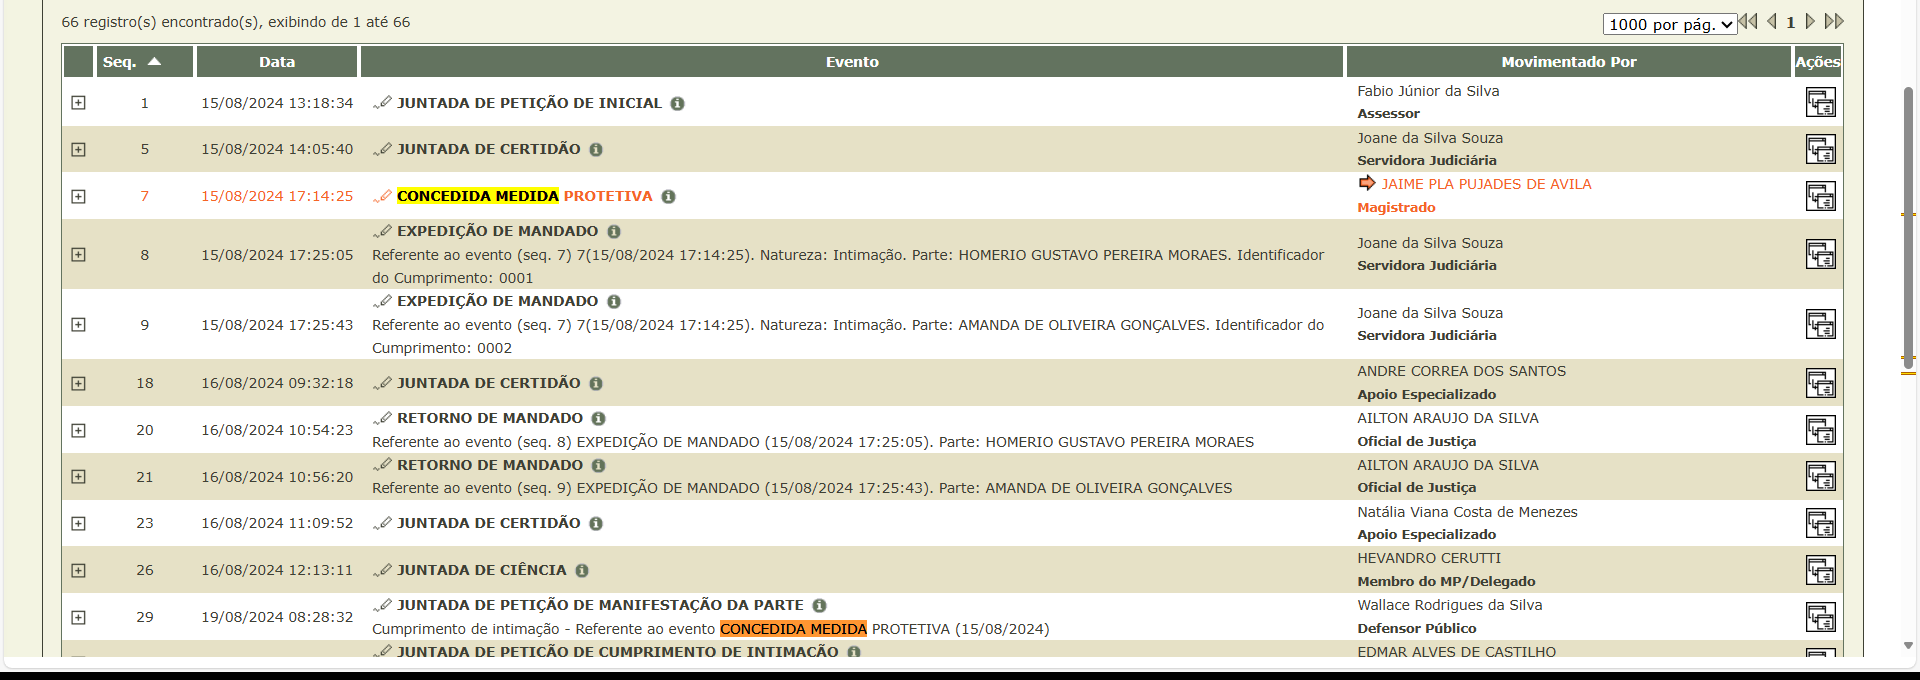 66 registro(s) encontrado(s), exibindo de 1 até 66
1000 por pág. 1
Seq. Data Evento Movimentado Por Ações
1 15/08/2024 13:18:34 JUNTADA DE PETIÇÃO DE INICIAL Fabio Júnior da Silva
Assessor
5 15/08/2024 14:05:40 JUNTADA DE CERTIDÃO Joane da Silva Souza
Servidora Judiciária
7 15/08/2024 17:14:25 CONCEDIDA MEDIDA PROTETIVA JAIME PLA PUJADES DE AVILA
Magistrado
8 15/08/2024 17:25:05 EXPEDIÇÃO DE MANDADO
Referente ao evento (seq. 7) 7(15/08/2024 17:14:25). Natureza: Intimação. Parte: HOMERIO GUSTAVO PEREIRA MORAES. Identificador
do Cumprimento: 0001
Joane da Silva Souza
Servidora Judiciária
9 15/08/2024 17:25:43 EXPEDIÇÃO DE MANDADO
Referente ao evento (seq. 7) 7(15/08/2024 17:14:25). Natureza: Intimação. Parte: AMANDA DE OLIVEIRA GONÇALVES. Identificador do
Cumprimento: 0002
Joane da Silva Souza
Servidora Judiciária
18 16/08/2024 09:32:18 JUNTADA DE CERTIDÃO ANDRE CORREA DOS SANTOS
Apoio Especializado
20 16/08/2024 10:54:23 RETORNO DE MANDADO
Referente ao evento (seq. 8) EXPEDIÇÃO DE MANDADO (15/08/2024 17:25:05). Parte: HOMERIO GUSTAVO PEREIRA MORAES
AILTON ARAUJO DA SILVA
Oficial de Justiça
21 16/08/2024 10:56:20 RETORNO DE MANDADO
Referente ao evento (seq. 9) EXPEDIÇÃO DE MANDADO (15/08/2024 17:25:43). Parte: AMANDA DE OLIVEIRA GONÇALVES
AILTON ARAUJO DA SILVA
Oficial de Justiça
23 16/08/2024 11:09:52 JUNTADA DE CERTIDÃO Natália Viana Costa de Menezes
Apoio Especializado
26 16/08/2024 12:13:11 JUNTADA DE CIÊNCIA HEVANDRO CERUTTI
Membro do MP/Delegado
29 19/08/2024 08:28:32 JUNTADA DE PETIÇÃO DE MANIFESTAÇÃO DA PARTE
Cumprimento de intimação - Referente ao evento CONCEDIDA MEDIDA PROTETIVA (15/08/2024)
Wallace Rodrigues da Silva
Defensor Público
JUNTADA DE PETIÇÃO DE CUMPRIMENTO DE INTIMAÇÃO EDMAR ALVES DE CASTILHO